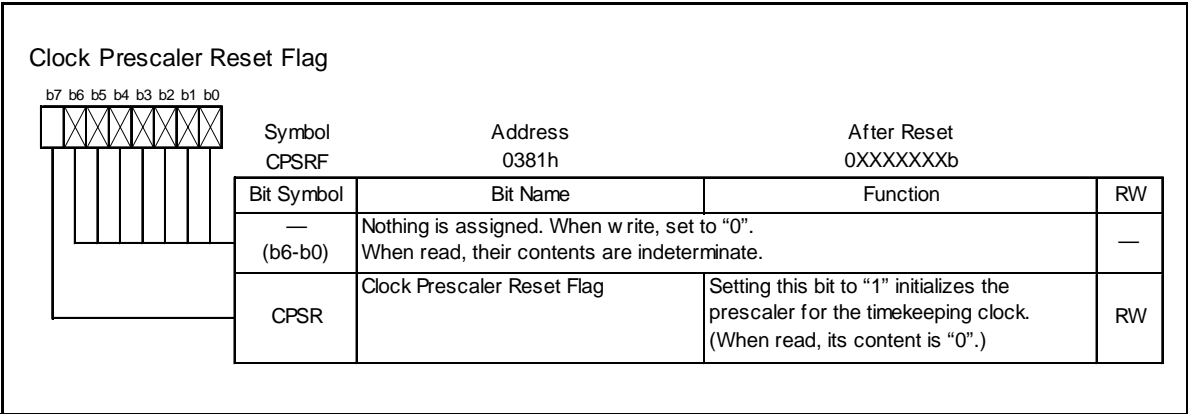 Clock Prescaler Reset Flag
b7 b6 b5 b4 b3 b2 b1 b0
Symbol Address After Reset
CPSRF 0381h 0XXXXXXXb
Bit Symbol Bit Name Function RW
— (b6-b0) Nothing is assigned. When write, set to “0”.
When read, their contents are indeterminate. —
CPSR Clock Prescaler Reset Flag Setting this bit to “1” initializes the
prescaler for the timekeeping clock.
(When read, its content is “0”.) RW